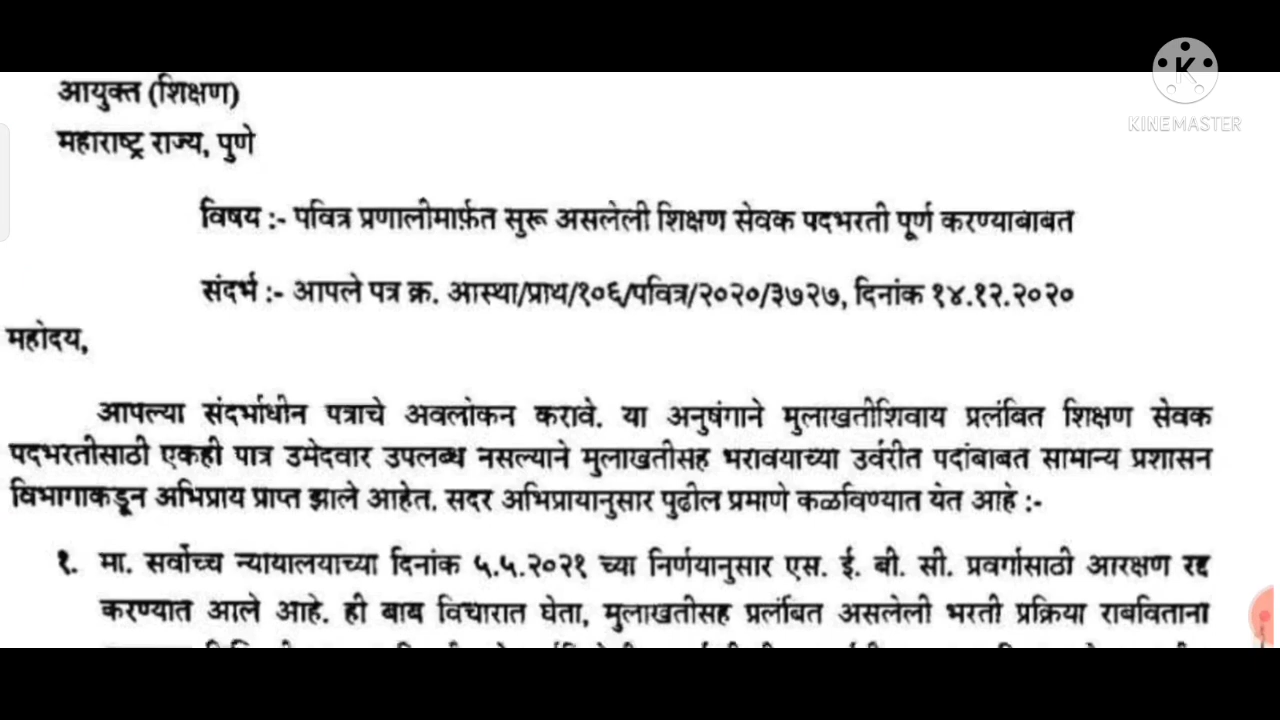 आयुक्त (शिक्षण)
महाराष्ट्र राज्य, पुणे
KINEMASTER
विषय :- पवित्र प्रणालीमार्फ़त सुरू असलेली शिक्षण सेवक पदभरती पूर्ण करण्याबाबत
संदर्भ :- आपले पत्र क्र. आस्था/प्राथ/१०६/पवित्र/२०२०/३७२७, दिनांक १४.१२.२०२०
महोदय,
आपल्या संदर्भाधीन पत्राचे अवलोकन करावे. या अनुषंगाने मुलाखतीशिवाय प्रलंवित शिक्षण सेवक
पदभरतीसाठी एकही पात्र उमेदवार उपलब्ध नसल्याने मुलाखतीसह भरावयाच्या उर्वरीत पदांबाबत सामान्य प्रशासन
विभागाकडून अभिप्राय प्राप्त झाले आहेत. सदर अभिप्रायानुसार पुढील प्रमाणे कळविण्यात येत आहे :-
१. मा. सर्वोच्च न्यायालयाच्या दिनांक ५.५.२०२१ च्या निर्णयानुसार एस. ई. बी. सी. प्रवर्गासाठी आरक्षण रद्द
करण्यात आले आहे. ही बाब विचारात घेता, मुलाखतीसह प्रलंबित असलेली भरती प्रक्रिया राबविताना